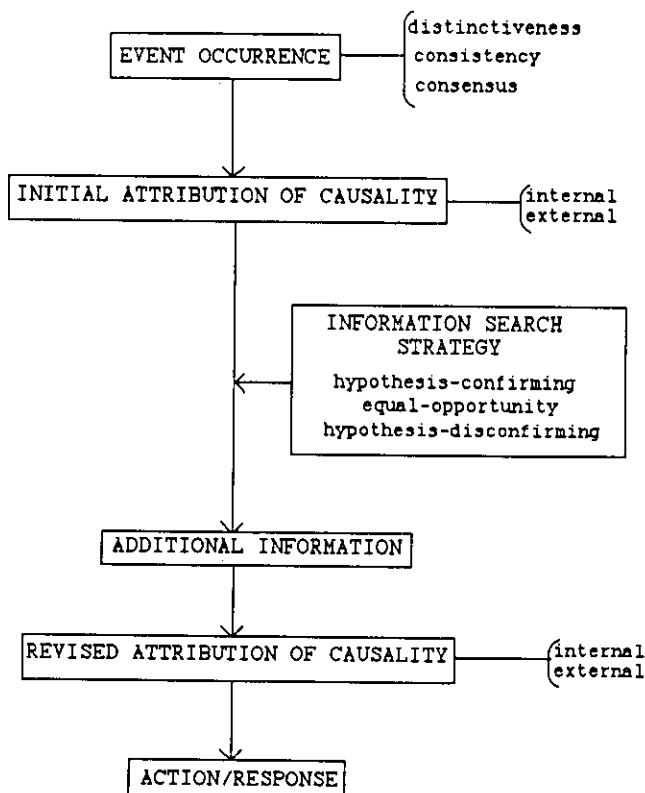 distinctiveness
EVENT OCCURRENCE
consistency
consensus
INITIAL ATTRIBUTION OF CAUSALITY
internal
external
INFORMATION SEARCH
STRATEGY
hypothesis-confirming
equal-opportunity
hypothesis-disconfirming
ADDITIONAL INFORMATION
REVISED ATTRIBUTION OF CAUSALITY
internal
external
ACTION/RESPONSE